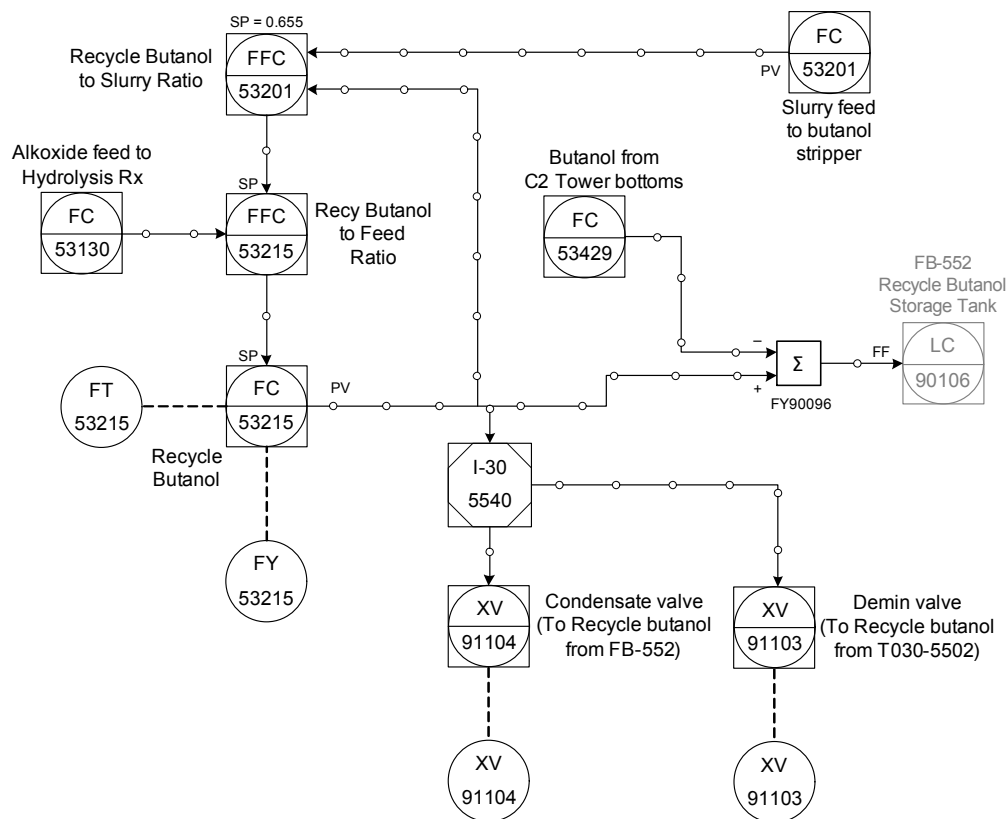 SP = 0.655
Recycle Butanol
to Slurry Ratio
FFC
53201
PV
FC
53201
Slurry feed
to butanol
stripper
Alkoxide feed to
Hydrolysis Rx
FC
53130
SP
FFC
53215
Recy Butanol
to Feed
Ratio
Butanol from
C2 Tower bottoms
FC
53429
FB-552
Recycle Butanol
Storage Tank
LC
90106
FF
–
+
Σ
FY90096
SP
FT
53215
FC
53215
PV
Recycle
Butanol
FY
53215
I-30
5540
XV
91104
Condensate valve
(To Recycle butanol
from FB-552)
XV
91103
Demin valve
(To Recycle butanol
from T030-5502)
XV
91104
XV
91103